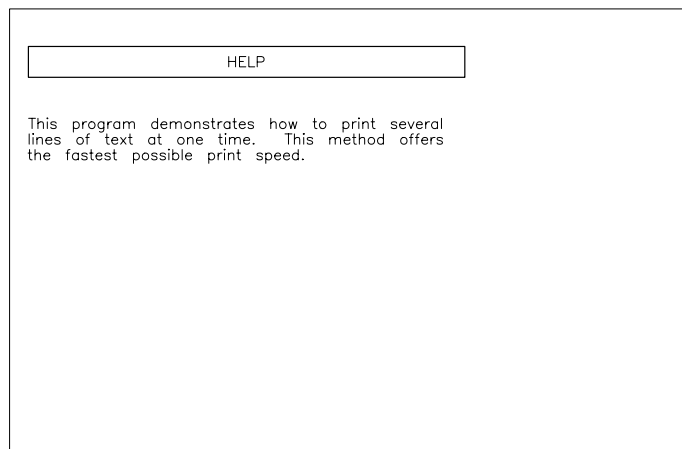 HELP
This program demonstrates how to print several
lines of text at one time. This method offers
the fastest possible print speed.